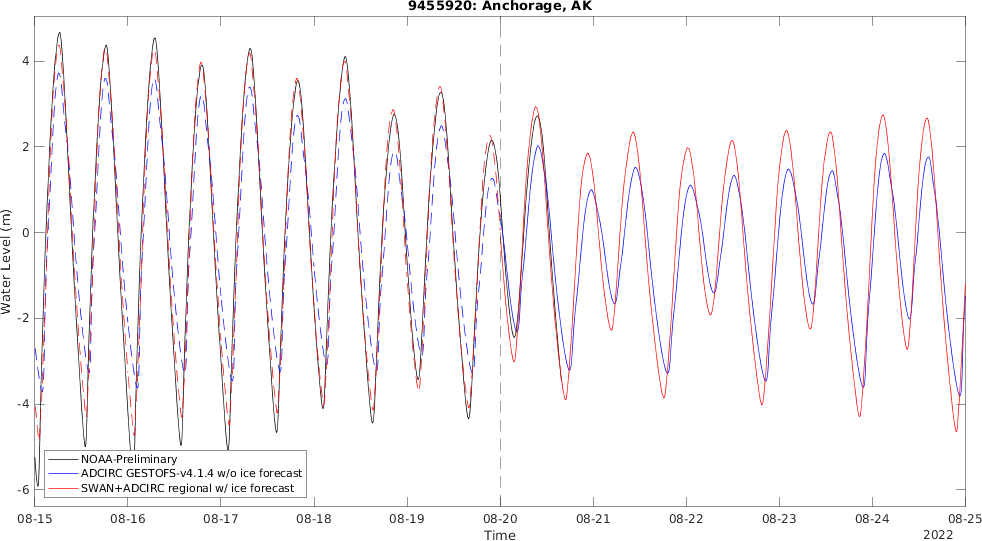 9455920: Anchorage, AK
Water Level (m)
4
2
0
-2
-4
-6
NOAA-Preliminary
ADCIRC GESTOFS-v4.1.4 w/o ice forecast
SWAN+ADCIRC regional w/ ice forecast
08-15 08-16 08-17 08-18 08-19 08-20 08-21 08-22 08-23 08-24 08-25
Time
2022